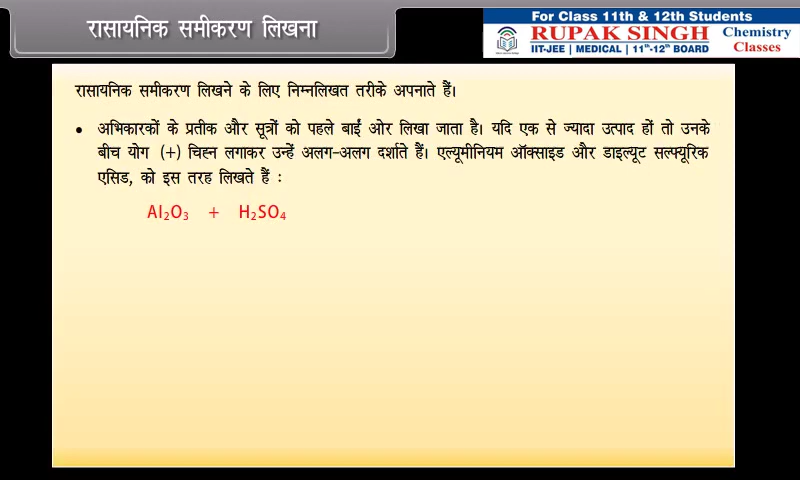 रासायनिक समीकरण लिखना
For Class 11th & 12th Students
RUPAK SINGH
IIT-JEE | MEDICAL | 11th-12th BOARD
Chemistry
Classes
रासायनिक समीकरण लिखने के लिए निम्नलिखत तरीके अपनाते हैं।
• अभिकारकों के प्रतीक और सूत्रों को पहले बाईं ओर लिखा जाता है। यदि एक से ज्यादा उत्पाद हों तो उनके
बीच योग (+) चिह्न लगाकर उन्हें अलग-अलग दर्शाते हैं। एल्यूमीनियम ऑक्साइड और डाइल्यूट सल्फ्यूरिक
एसिड, को इस तरह लिखते हैं :
Al₂O₃ + H₂SO₄